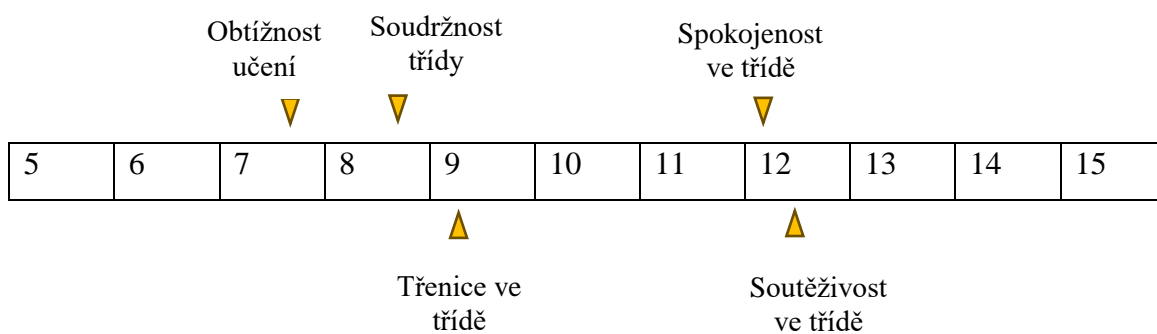 Obtížnost
učení
Soudržnost
třídy
Spokojenost
ve třídě
5 6 7 8 9 10 11 12 13 14 15
Třenice ve
třídě
Soutěživost
ve třídě